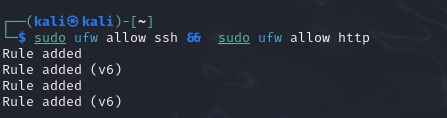 ┌──(kali㉿kali)-[~]
└─$ sudo ufw allow ssh &&  sudo ufw allow http
Rule added
Rule added (v6)
Rule added
Rule added (v6)